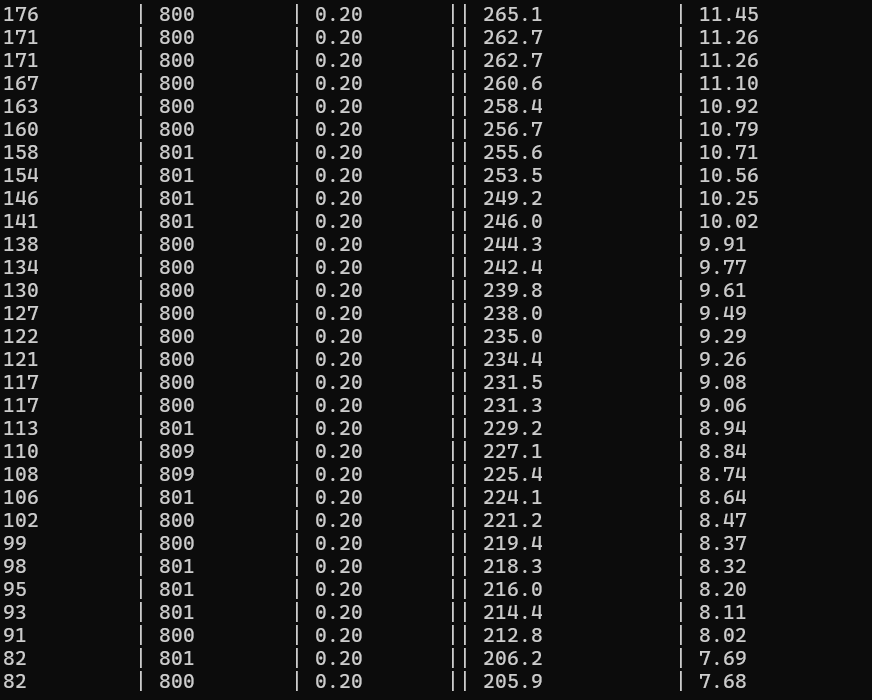 176 | 800 | 0.20 || 265.1 | 11.45
171 | 800 | 0.20 || 262.7 | 11.26
171 | 800 | 0.20 || 262.7 | 11.26
167 | 800 | 0.20 || 260.6 | 11.10
163 | 800 | 0.20 || 258.4 | 10.92
160 | 800 | 0.20 || 256.7 | 10.79
158 | 801 | 0.20 || 255.6 | 10.71
154 | 801 | 0.20 || 253.5 | 10.56
146 | 801 | 0.20 || 249.2 | 10.25
141 | 801 | 0.20 || 246.0 | 10.02
138 | 800 | 0.20 || 244.3 | 9.91
134 | 800 | 0.20 || 242.4 | 9.77
130 | 800 | 0.20 || 239.8 | 9.61
127 | 800 | 0.20 || 238.0 | 9.49
122 | 800 | 0.20 || 235.0 | 9.29
121 | 800 | 0.20 || 234.4 | 9.26
117 | 800 | 0.20 || 231.5 | 9.08
117 | 800 | 0.20 || 231.3 | 9.06
113 | 801 | 0.20 || 229.2 | 8.94
110 | 809 | 0.20 || 227.1 | 8.84
108 | 809 | 0.20 || 225.4 | 8.74
106 | 801 | 0.20 || 224.1 | 8.64
102 | 800 | 0.20 || 221.2 | 8.47
99 | 800 | 0.20 || 219.4 | 8.37
98 | 801 | 0.20 || 218.3 | 8.32
95 | 801 | 0.20 || 216.0 | 8.20
93 | 801 | 0.20 || 214.4 | 8.11
91 | 800 | 0.20 || 212.8 | 8.02
82 | 801 | 0.20 || 206.2 | 7.69
82 | 800 | 0.20 || 205.9 | 7.68